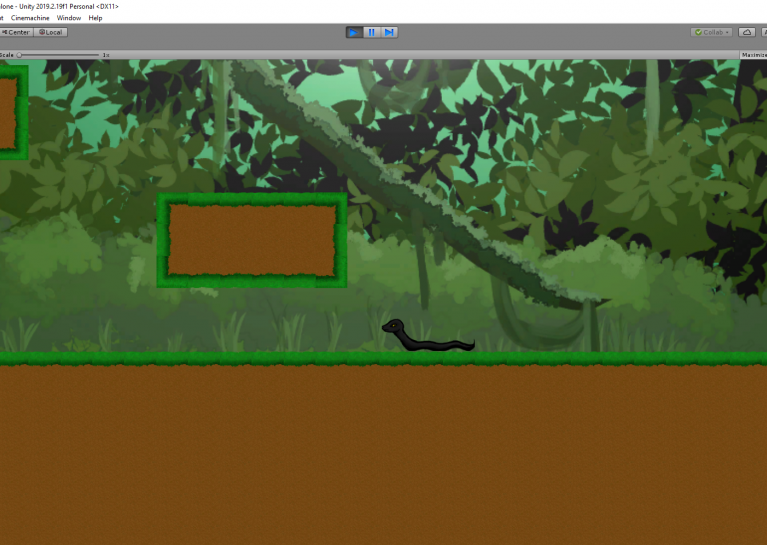 lone - Unity 2019.2.19f1 Personal <DX11>
t Cinemachine Window Help
Center Local Collab
Scale 1x Maximize